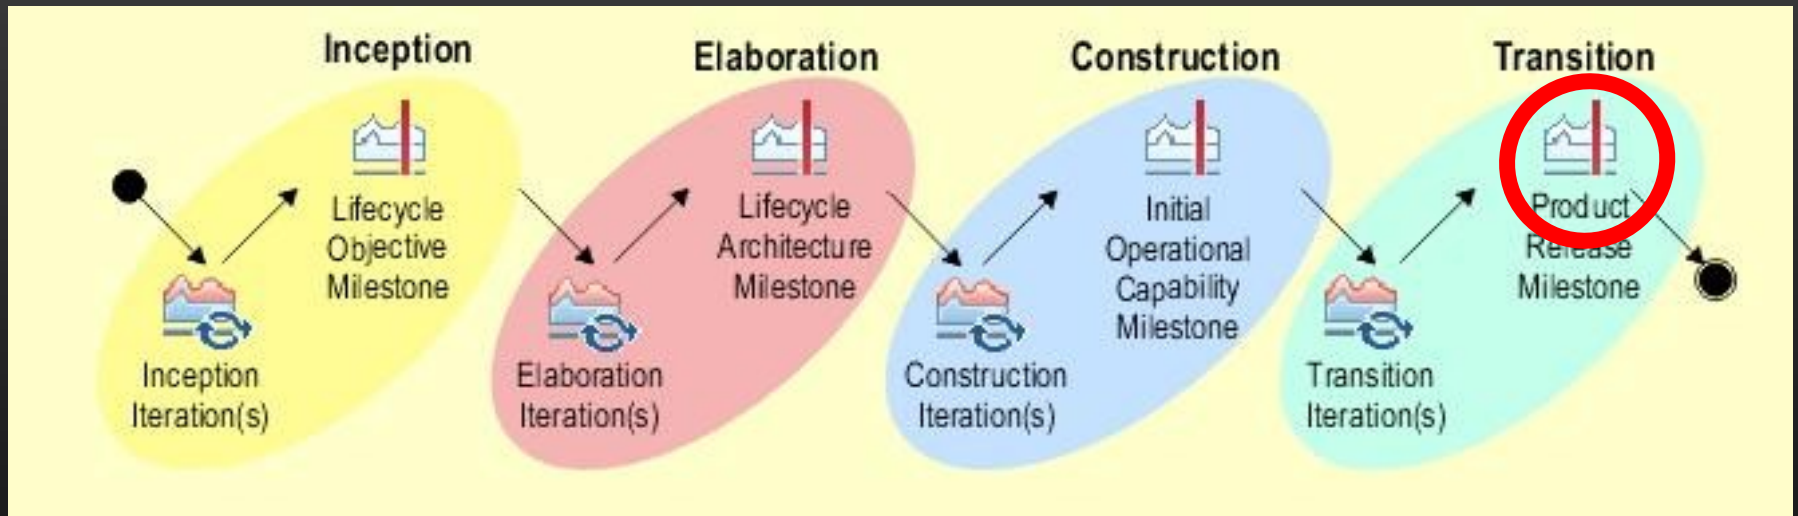 Inception
Lifecycle
Objective
Milestone
Inception
Iteration(s)
Elaboration
Lifecycle
Architecture
Milestone
Elaboration
Iteration(s)
Construction
Initial
Operational
Capability
Milestone
Construction
Iteration(s)
Transition
Product
Release
Milestone
Transition
Iteration(s)